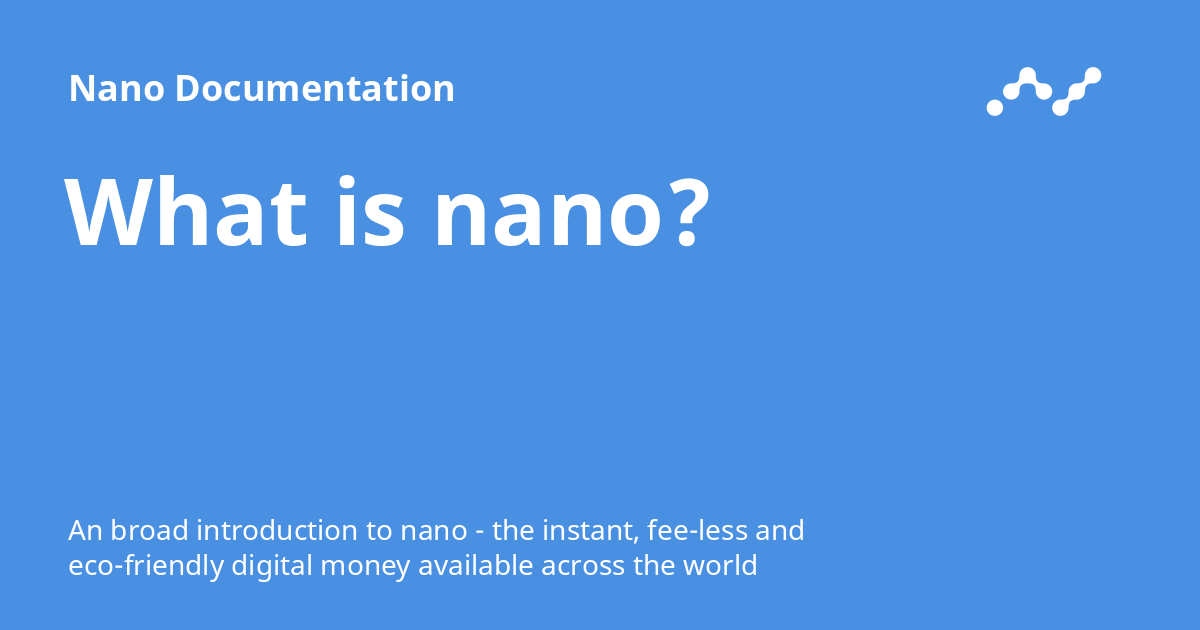 Nano Documentation
What is nano?
An broad introduction to nano - the instant, fee-less and
eco-friendly digital money available across the world